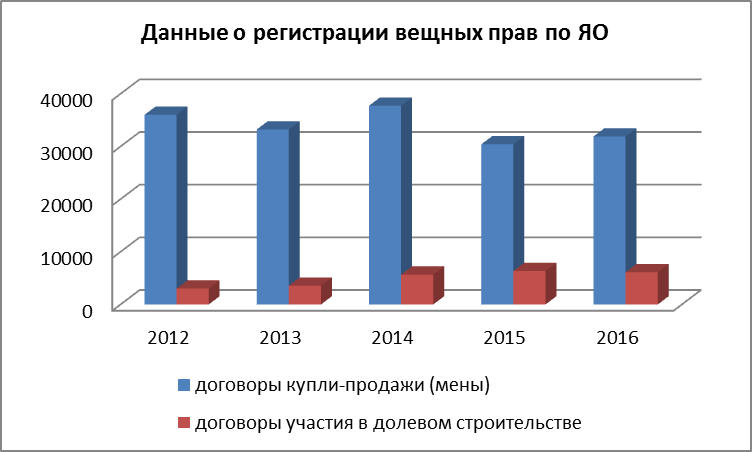 Данные о регистрации вещных прав по ЯО
40000
30000
20000
10000
0
2012 2013 2014 2015 2016
договоры купли-продажи (мены)
договоры участия в долевом строительстве